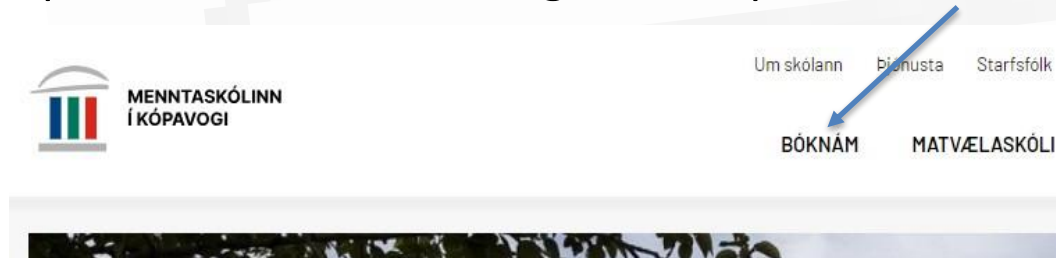 Um skólann Þjónusta Starfsfólk
MENNTASKÓLINN
Í KÓPAVOGI
BÓKNÁM MATVÆLASKÓLI